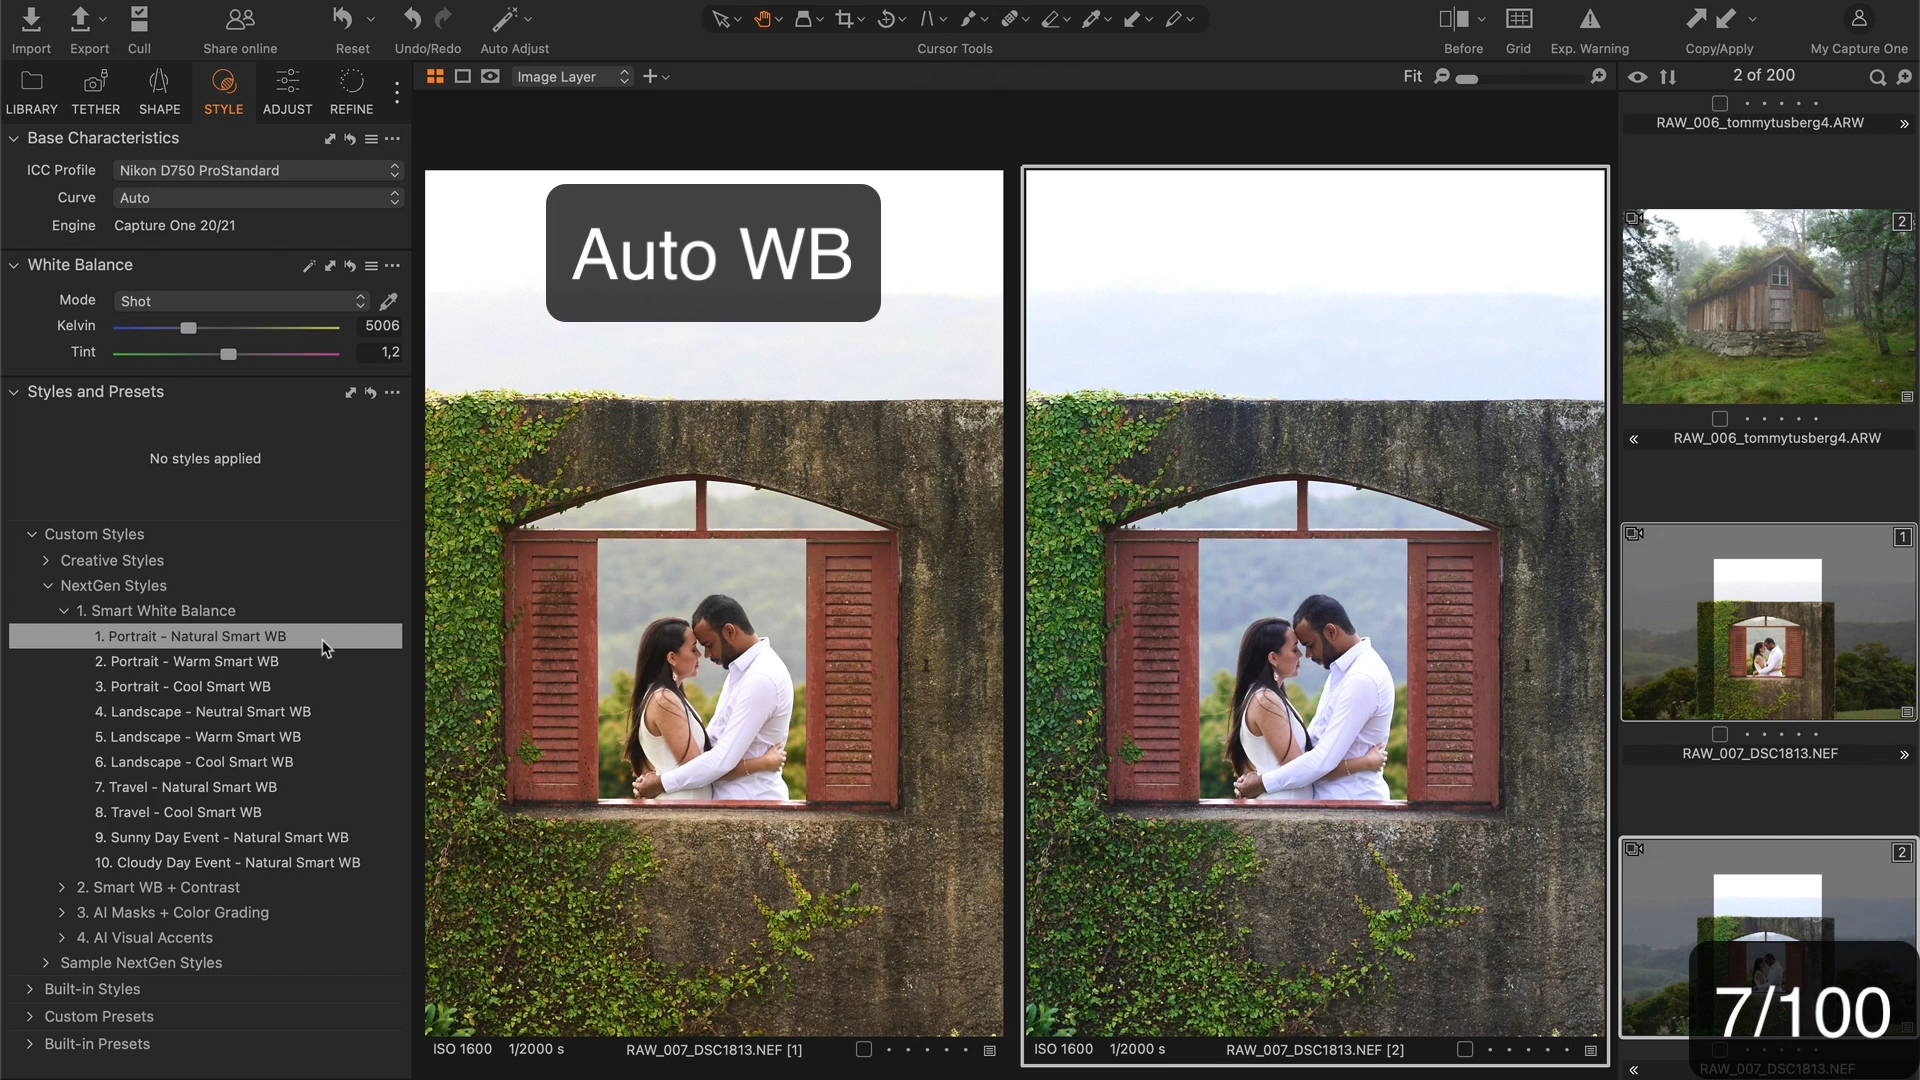 Import
Export
Cull
Share online
Reset
Undo/Redo
Auto Adjust
Cursor Tools
Before
Grid
Exp. Warning
Copy/Apply
My Capture One
LIBRARY
TETHER
SHAPE
STYLE
ADJUST
REFINE
Image Layer
Fit
2 of 200
Base Characteristics
ICC Profile
Nikon D750 ProStandard
Curve
Auto
Engine
Capture One 20/21
White Balance
Mode
Shot
Kelvin
5006
Tint
1,2
Styles and Presets
No styles applied
Custom Styles
Creative Styles
NextGen Styles
1. Smart White Balance
1. Portrait - Natural Smart WB
2. Portrait - Warm Smart WB
3. Portrait - Cool Smart WB
4. Landscape - Neutral Smart WB
5. Landscape - Warm Smart WB
6. Landscape - Cool Smart WB
7. Travel - Natural Smart WB
8. Travel - Cool Smart WB
9. Sunny Day Event - Natural Smart WB
10. Cloudy Day Event - Natural Smart WB
2. Smart WB + Contrast
3. AI Masks + Color Grading
4. AI Visual Accents
Sample NextGen Styles
Built-in Styles
Custom Presets
Built-in Presets
Auto WB
ISO 1600
1/2000 s
RAW_007_DSC1813.NEF [1]
ISO 1600
1/2000 s
RAW_007_DSC1813.NEF [2]
RAW_006_tommytusberg4.ARW
2
RAW_006_tommytusberg4.ARW
1
RAW_007_DSC1813.NEF
2
7/100
RAW_007_DSC1813.NEF